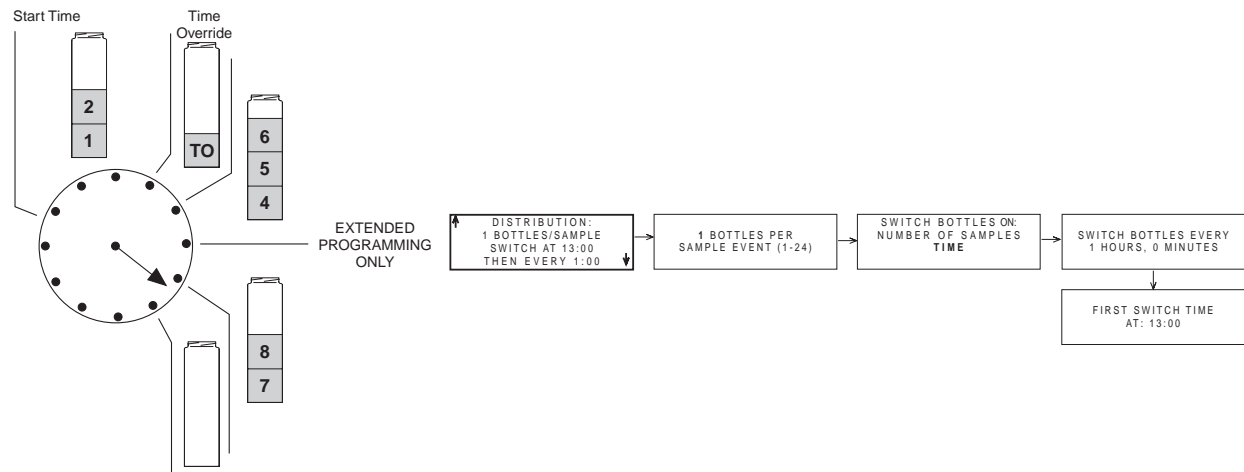 Start Time
Time
Override
2
1
TO
6
5
4
8
7
EXTENDED
PROGRAMMING
ONLY
DISTRIBUTION:
1 BOTTLES/SAMPLE
SWITCH AT 13:00
THEN EVERY 1:00
1 BOTTLES PER
SAMPLE EVENT (1-24)
SWITCH BOTTLES ON:
NUMBER OF SAMPLES
TIME
SWITCH BOTTLES EVERY
1 HOURS, 0 MINUTES
FIRST SWITCH TIME
AT: 13:00